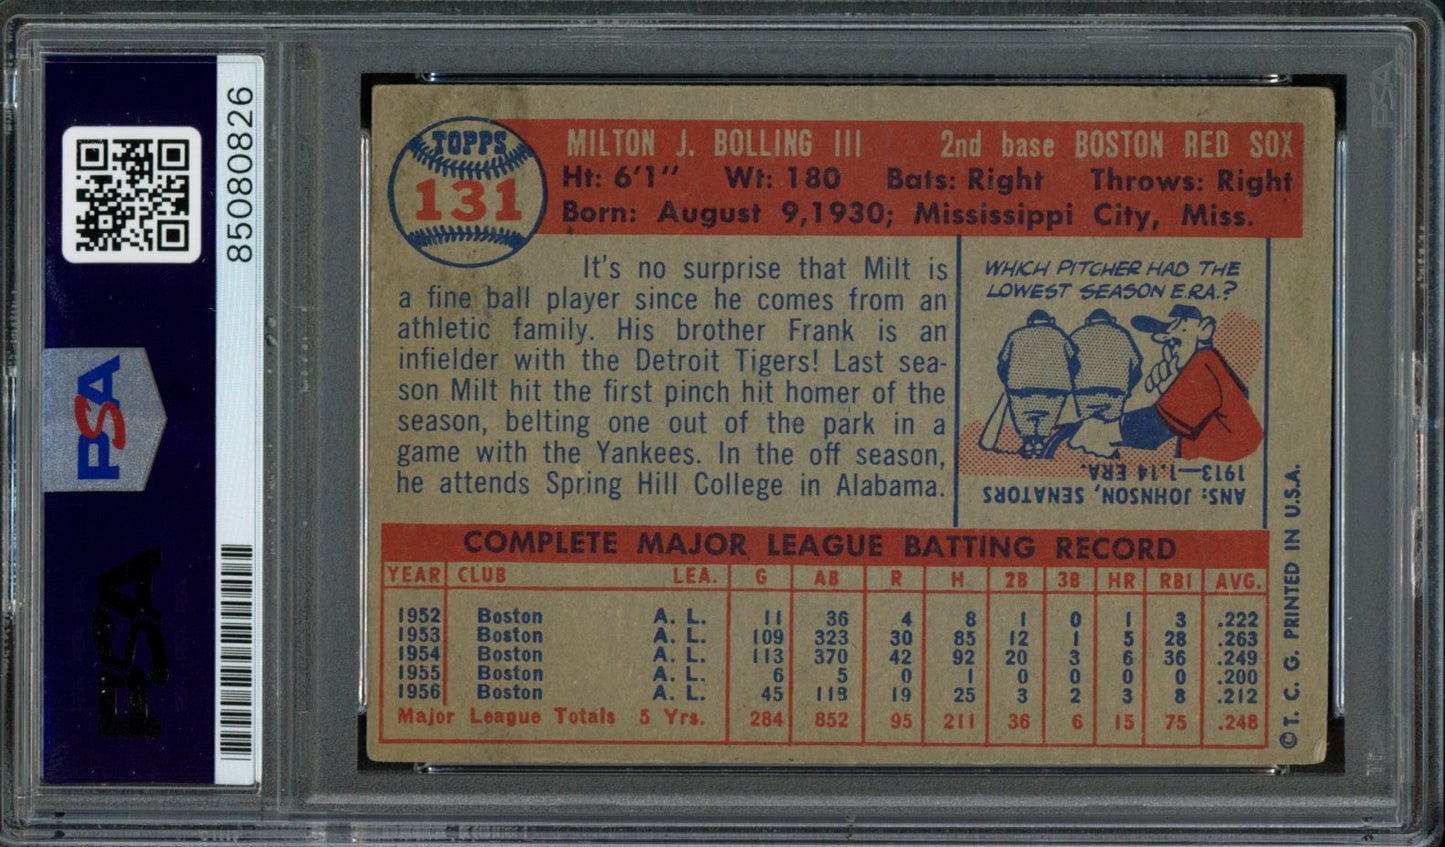 85080826
PSA
PSA
TOPPS
131
MILTON J. BOLLING III 2nd base BOSTON RED SOX
Ht: 6'1" Wt: 180 Bats: Right Throws: Right
Born: August 9,1930; Mississippi City, Miss.
It's no surprise that Milt is
a fine ball player since he comes from an
athletic family. His brother Frank is an
infielder with the Detroit Tigers! Last sea-
son Milt hit the first pinch hit homer of the
season, belting one out of the park in a
game with the Yankees. In the off season,
he attends Spring Hill College in Alabama.
WHICH PITCHER HAD THE
LOWEST SEASON E.R.A.?
ANS: JOHNSON, SENATORS
1913—1.14 ERA.
COMPLETE MAJOR LEAGUE BATTING RECORD
YEAR CLUB LEA. G AB R H 2B 3B HR RBI AVG.
1952 Boston A. L. 11 36 4 8 1 0 1 3 .222
1953 Boston A. L. 109 323 30 85 12 1 5 28 .263
1954 Boston A. L. 113 370 42 92 20 3 6 36 .249
1955 Boston A. L. 6 5 0 1 0 0 0 0 .200
1956 Boston A. L. 45 118 19 25 3 2 3 8 .212
Major League Totals 5 Yrs. 284 852 95 211 36 6 15 75 .248
©T. C. G. PRINTED IN U.S.A.
PSA